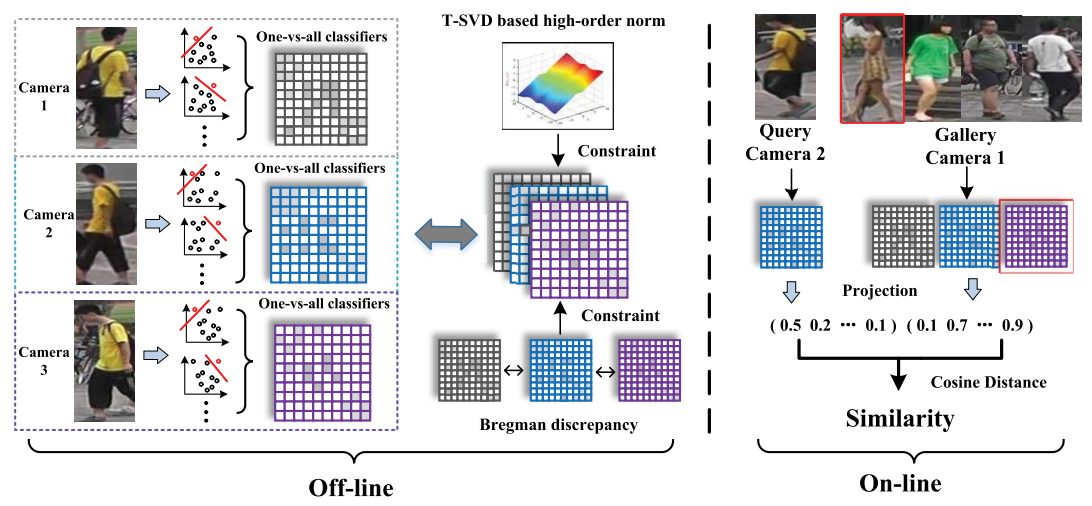 Camera
1
One-vs-all classifiers
Camera
2
One-vs-all classifiers
Camera
3
One-vs-all classifiers
T-SVD based high-order norm
Constraint
Constraint
Bregman discrepancy
Off-line
Query
Camera 2
Gallery
Camera 1
Projection
( 0.5 0.2 ··· 0.1 ) ( 0.1 0.7 ··· 0.9 )
Cosine Distance
Similarity
On-line